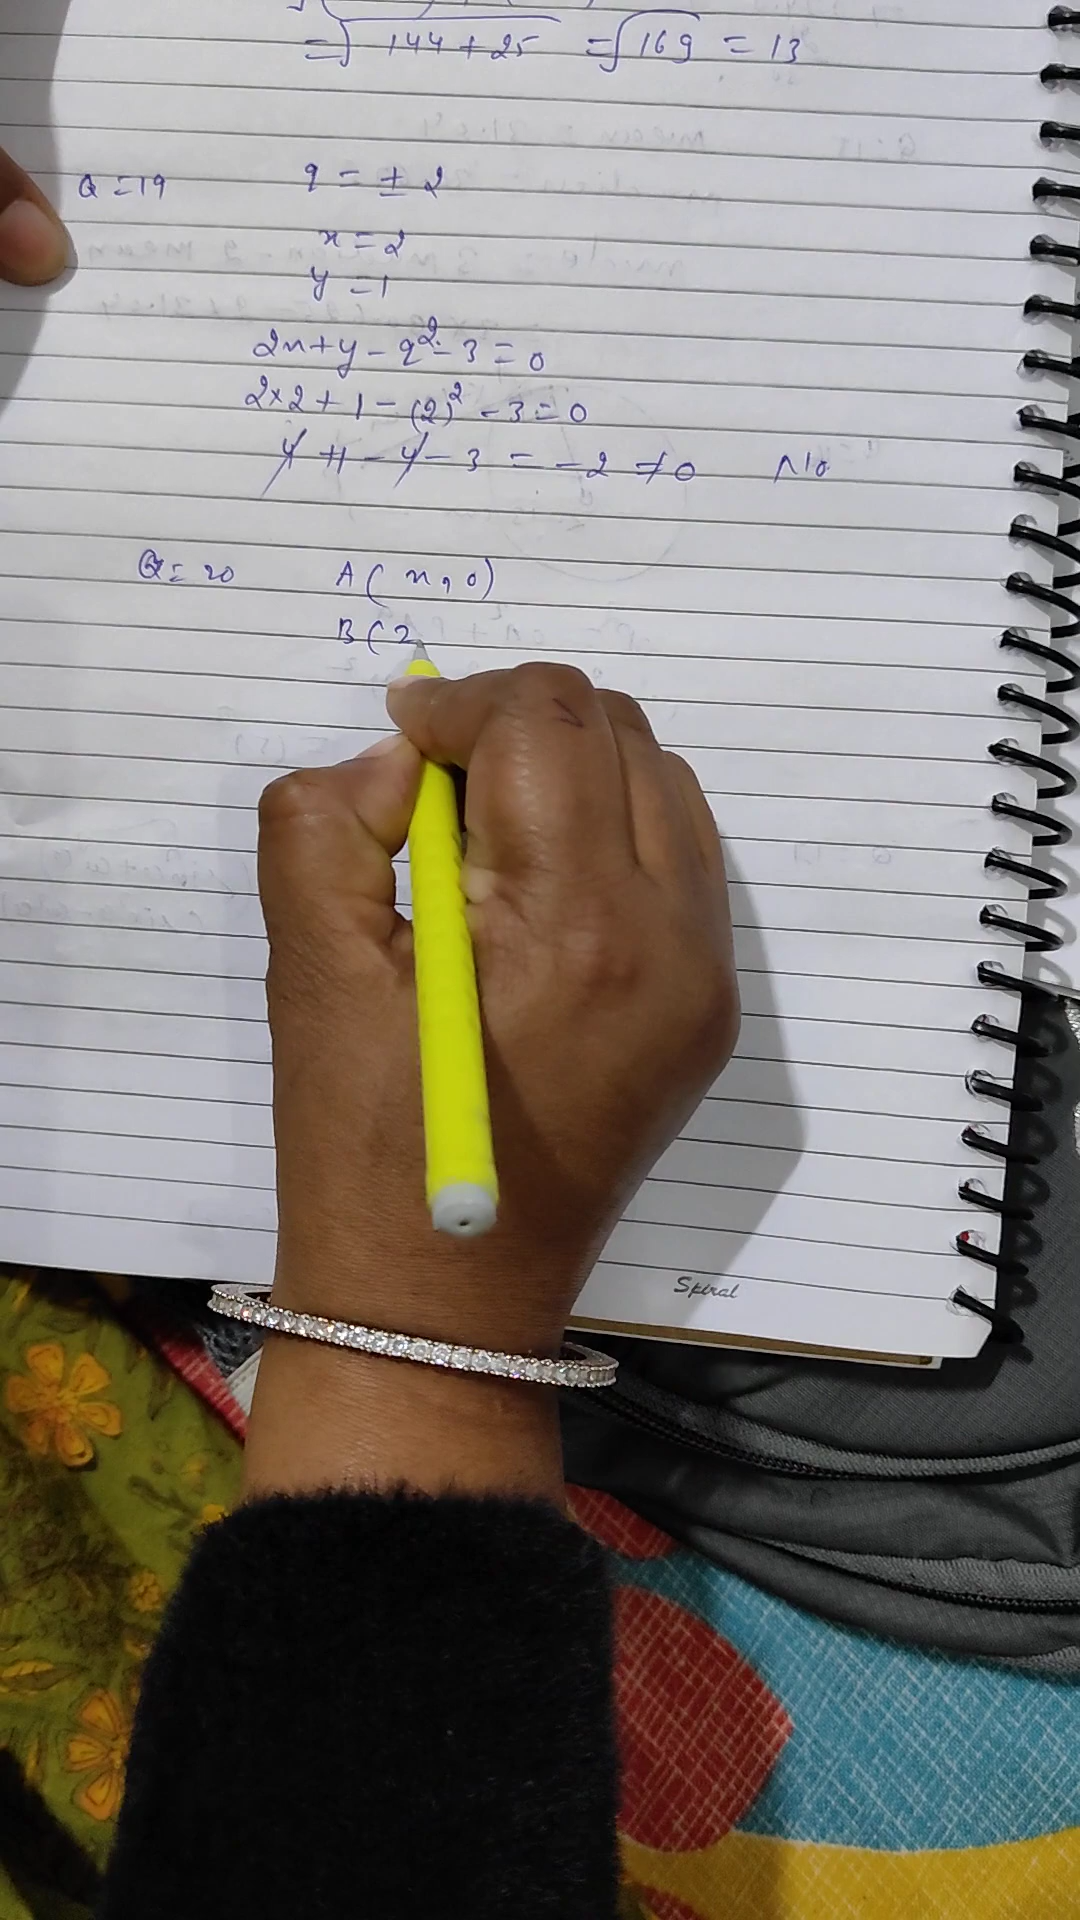 =√144+25 =√169 = 13
Q=19 q = ± 2
x = 2
y = 1
2x+y-q²-3=0
2×2+1-(2)²-3=0
4+1-4-3 = -2 ≠0 No
Q=20 A(x,0)
B(2
Spiral